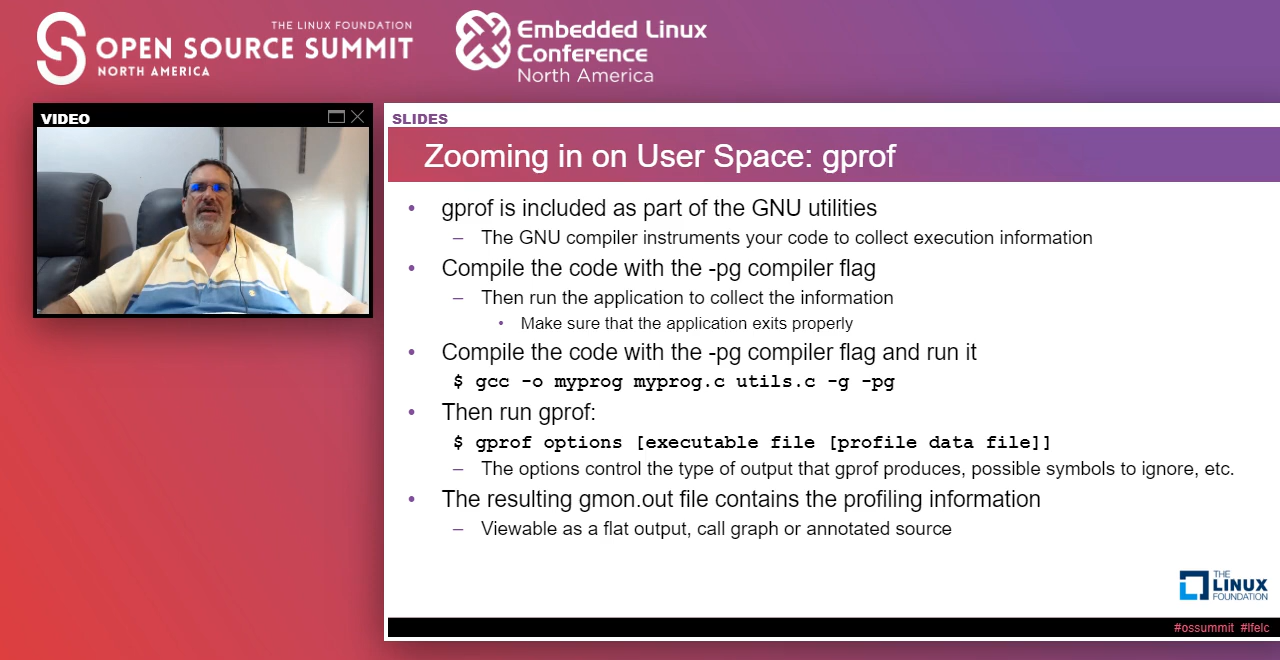 THE LINUX FOUNDATION
OPEN SOURCE SUMMIT
NORTH AMERICA
Embedded Linux
Conference
North America
VIDEO
SLIDES
Zooming in on User Space: gprof
• gprof is included as part of the GNU utilities
– The GNU compiler instruments your code to collect execution information
• Compile the code with the -pg compiler flag
– Then run the application to collect the information
• Make sure that the application exits properly
• Compile the code with the -pg compiler flag and run it
$ gcc -o myprog myprog.c utils.c -g -pg
• Then run gprof:
$ gprof options [executable file [profile data file]]
– The options control the type of output that gprof produces, possible symbols to ignore, etc.
• The resulting gmon.out file contains the profiling information
– Viewable as a flat output, call graph or annotated source
THE
LINUX
FOUNDATION
#ossummit #lfelc